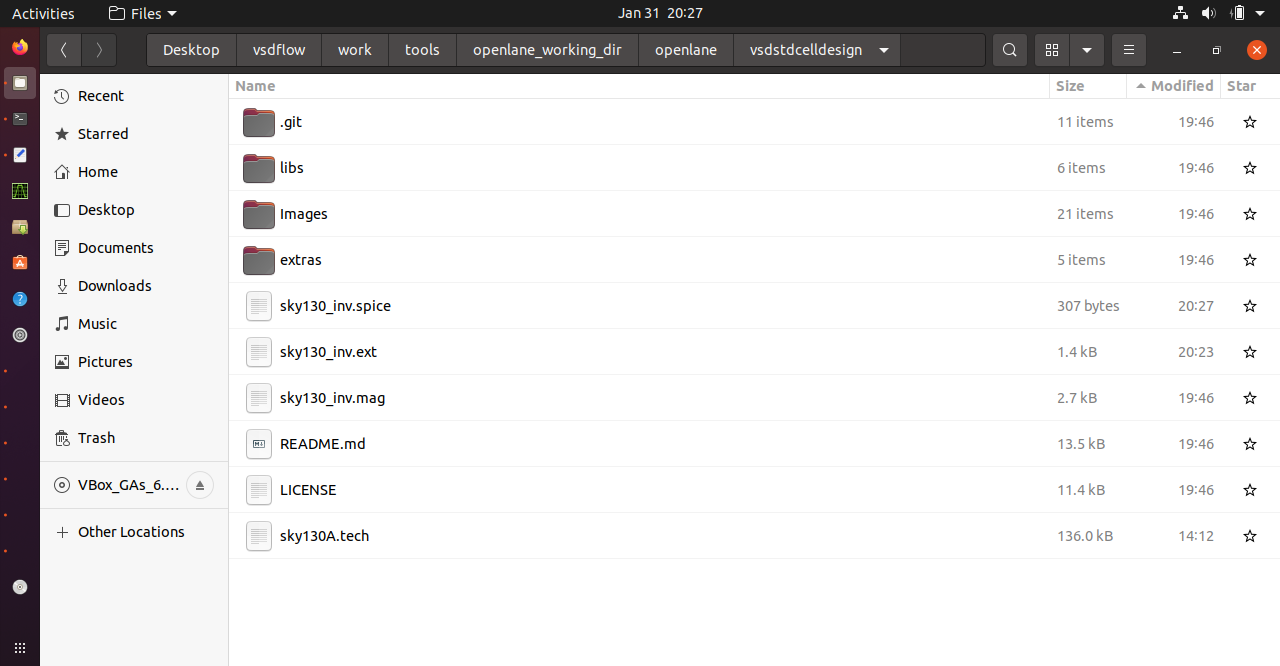 Activities Files Jan 31 20:27
Desktop vsdflow work tools openlane_working_dir openlane vsdstdcelldesign
Name Size Modified Star
Recent
Starred
Home
Desktop
Documents
Downloads
Music
Pictures
Videos
Trash
VBox_GAs_6....
Other Locations
.git 11 items 19:46
libs 6 items 19:46
Images 21 items 19:46
extras 5 items 19:46
sky130_inv.spice 307 bytes 20:27
sky130_inv.ext 1.4 kB 20:23
sky130_inv.mag 2.7 kB 19:46
README.md 13.5 kB 19:46
LICENSE 11.4 kB 19:46
sky130A.tech 136.0 kB 14:12